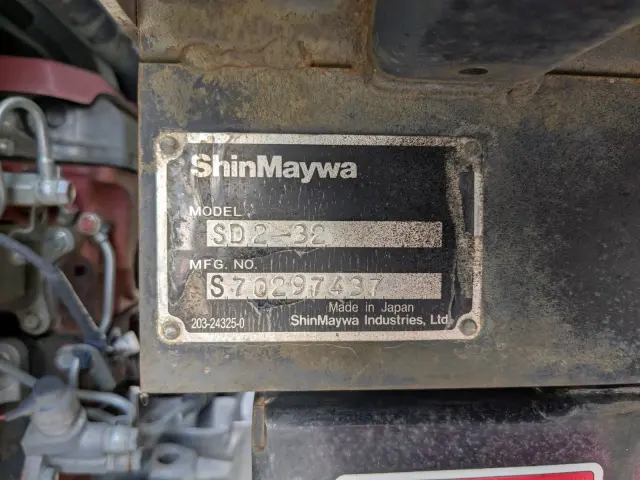 ShinMaywa
MODEL
SD2-32
MFG. NO.
S70297437
Made in Japan
203-24325-0 ShinMaywa Industries, Ltd.